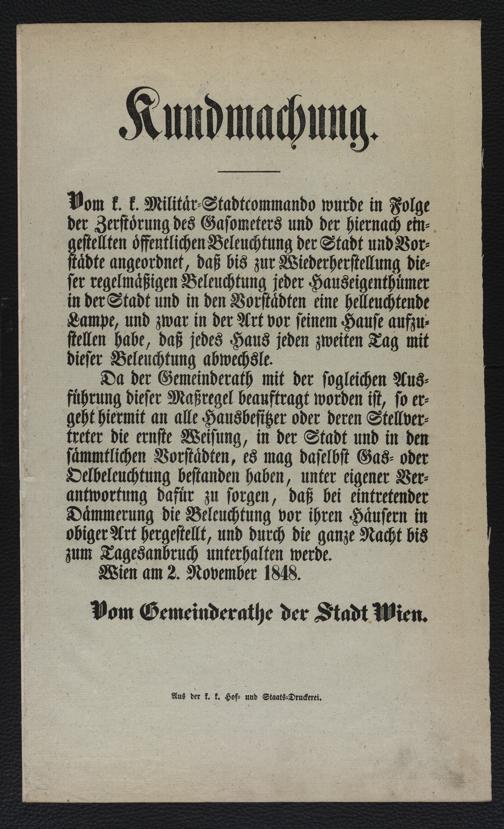 Kundmachung.
Vom k. k. Militär-Stadtcommando wurde in Folge
der Zerstörung des Gasometers und der hiernach ein-
gestellten öffentlichen Beleuchtung der Stadt und Vor-
städte angeordnet, daß bis zur Wiederherstellung die-
ser regelmäßigen Beleuchtung jeder Hauseigenthümer
in der Stadt und in den Vorstädten eine helleuchtende
Lampe, und zwar in der Art vor seinem Hause aufzu-
stellen habe, daß jedes Haus jeden zweiten Tag mit
dieser Beleuchtung abwechsle.
Da der Gemeinderath mit der sogleichen Aus-
führung dieser Maßregel beauftragt worden ist, so er-
geht hiermit an alle Hausbesitzer oder deren Stellver-
treter die ernste Weisung, in der Stadt und in den
sämmtlichen Vorstädten, es mag daselbst Gas- oder
Oelbeleuchtung bestanden haben, unter eigener Ver-
antwortung dafür zu sorgen, daß bei eintretender
Dämmerung die Beleuchtung vor ihren Häusern in
obiger Art hergestellt, und durch die ganze Nacht bis
zum Tagesanbruch unterhalten werde.
Wien am 2. November 1848.
Vom Gemeinderathe der Stadt Wien.
Aus der k. k. Hof- und Staats-Druckerei.